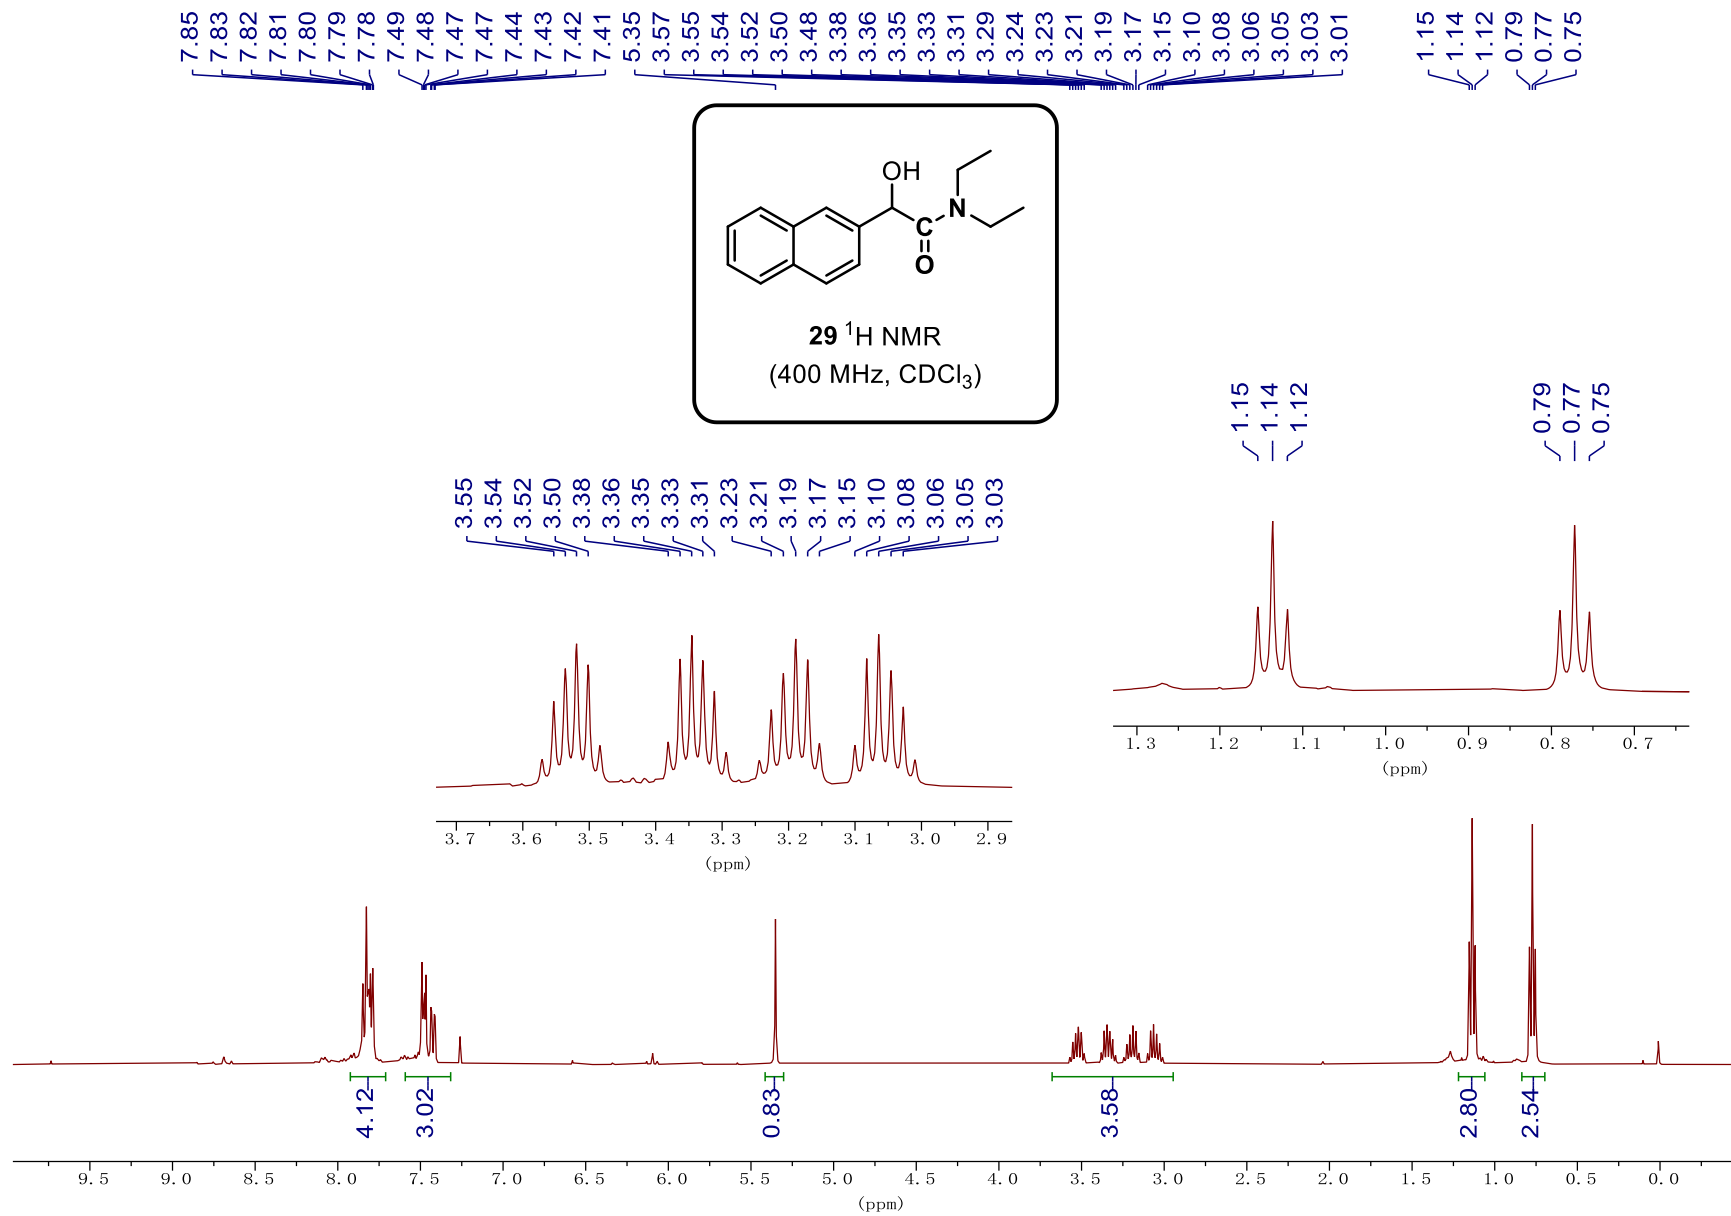 7.85 7.83 7.82 7.81 7.80 7.79 7.78 7.49 7.48 7.47 7.47 7.44 7.43 7.42 7.41 5.35 3.57 3.55 3.54 3.52 3.50 3.48 3.38 3.36 3.35 3.33 3.31 3.29 3.24 3.23 3.21 3.19 3.17 3.15 3.10 3.08 3.06 3.05 3.03 3.01 1.15 1.14 1.12 0.79 0.77 0.75
OH
N
C
O
29 ¹H NMR
(400 MHz, CDCl₃)
1.15 1.14 1.12 0.79 0.77 0.75
3.55 3.54 3.52 3.50 3.38 3.36 3.35 3.33 3.31 3.23 3.21 3.19 3.17 3.15 3.10 3.08 3.06 3.05 3.03
1.3 1.2 1.1 1.0 0.9 0.8 0.7
(ppm)
3.7 3.6 3.5 3.4 3.3 3.2 3.1 3.0 2.9
(ppm)
4.12 3.02 0.83 3.58 2.80 2.54
9.5 9.0 8.5 8.0 7.5 7.0 6.5 6.0 5.5 5.0 4.5 4.0 3.5 3.0 2.5 2.0 1.5 1.0 0.5 0.0
(ppm)